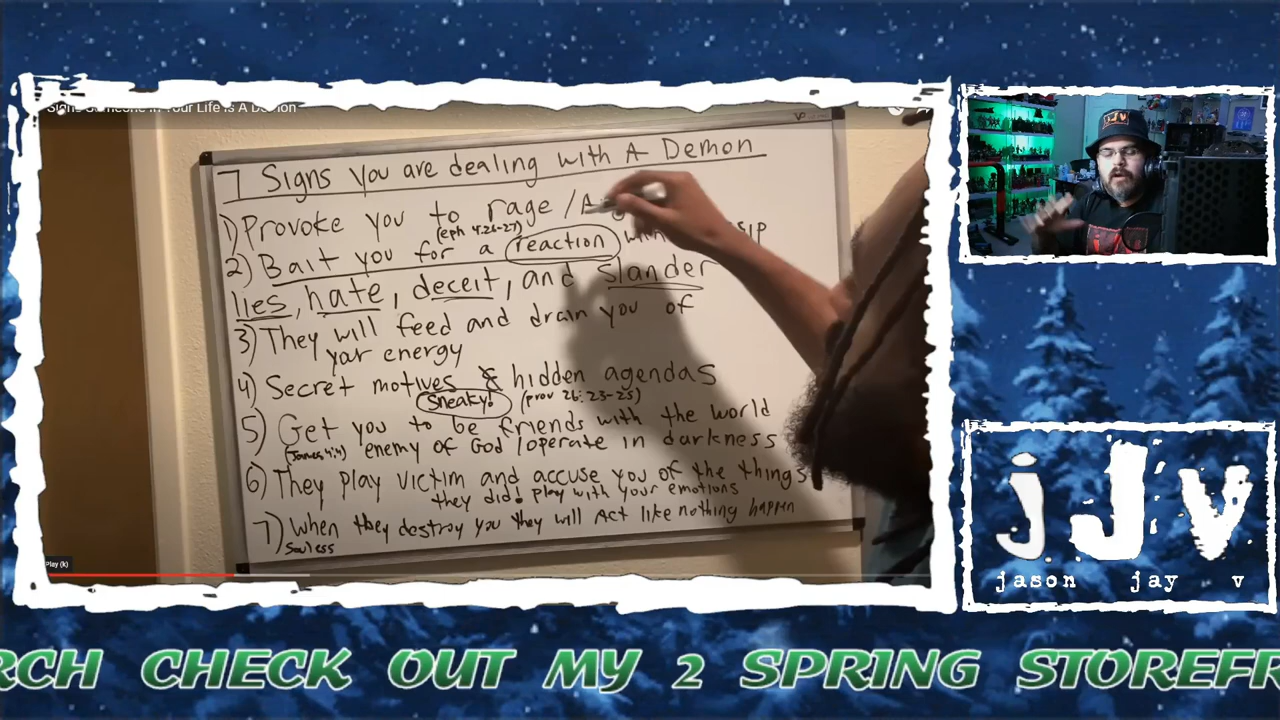 Signs Someone In Your Life Is A Demon
7 Signs you are dealing with A Demon
1) Provoke you to rage /A
(eph 4:26-27)
2) Bait you for a reaction with
lies, hate, deceit, and slander
3) They will feed and drain you of
your energy
4) Secret motives & hidden agendas
Sneaky! (prov 26:23-25)
5) Get you to be friends with the world
(James 4:4) enemy of God /operate in darkness
6) They play victim and accuse you of the things
they did! play with your emotions
7) When they destroy you they will Act like nothing happen
Souless
Play (k)
jJv
jason jay v
RCH CHECK OUT MY 2 SPRING STOREFR